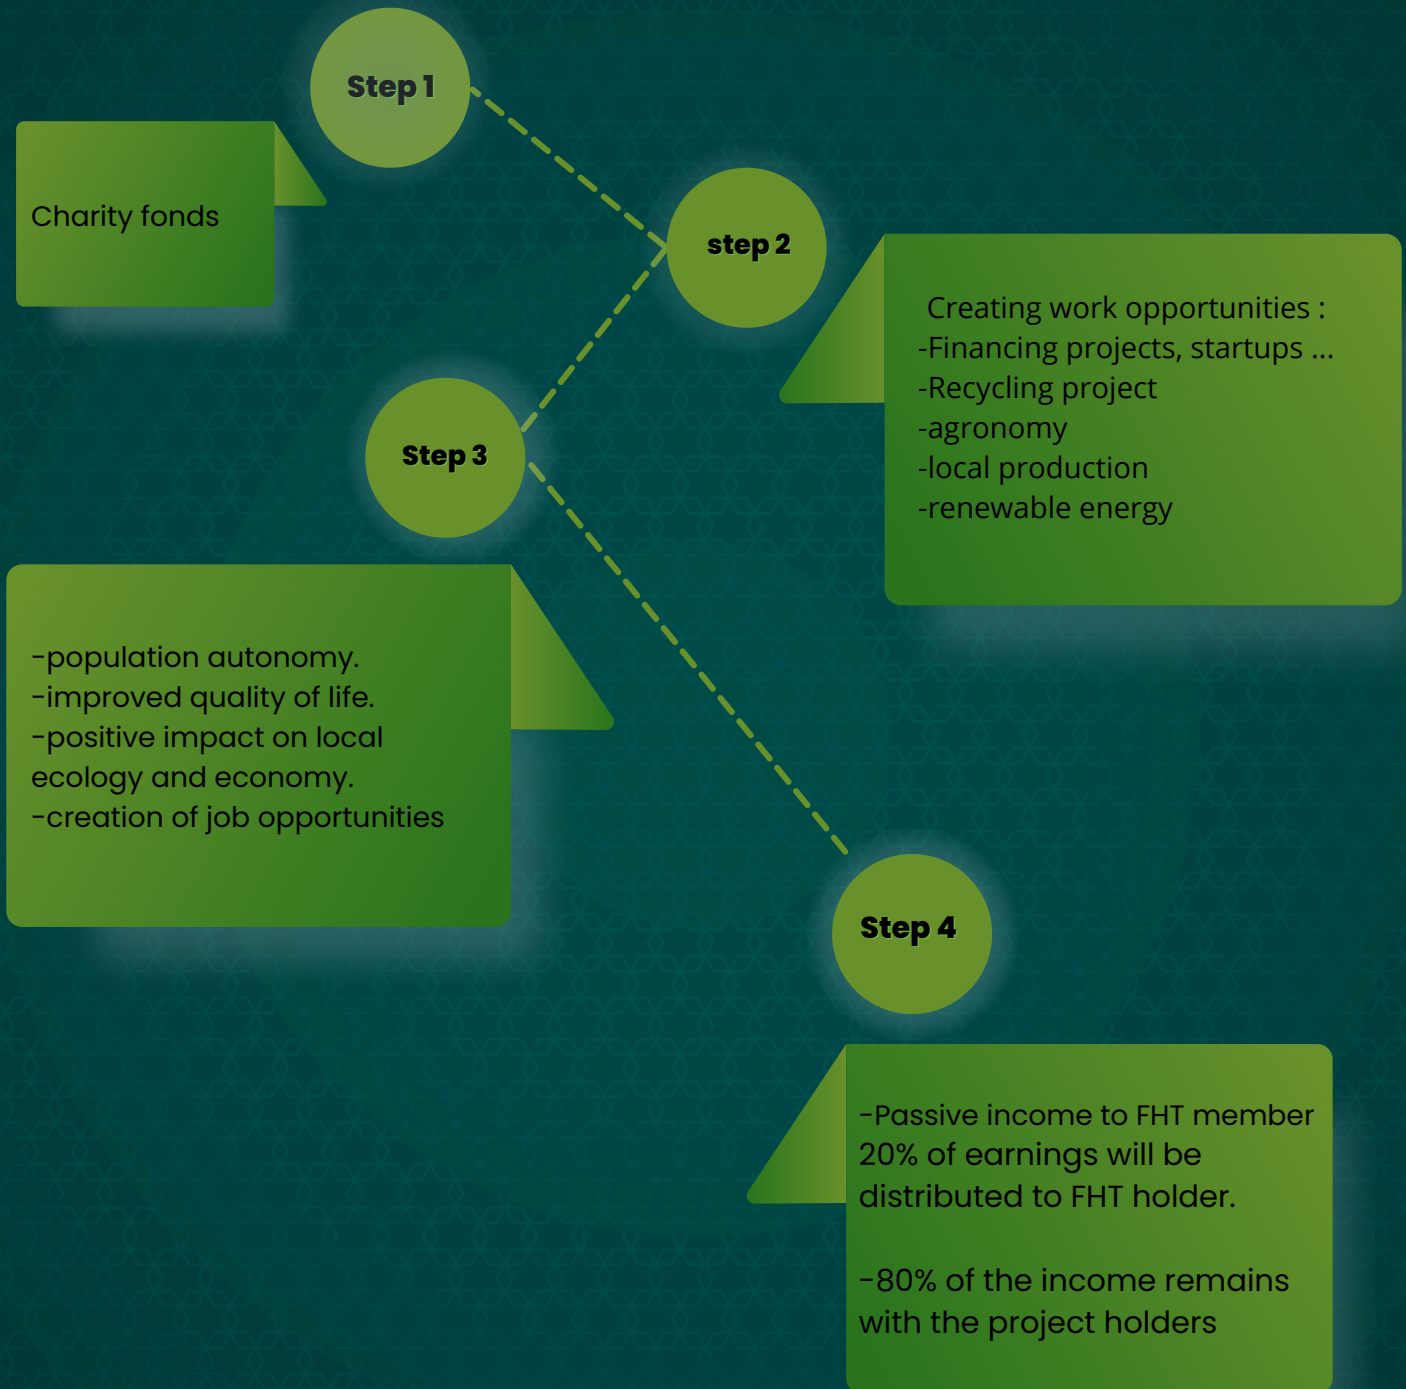 Step 1
Charity fonds
step 2
Creating work opportunities :
-Financing projects, startups ...
-Recycling project
-agronomy
-local production
-renewable energy
Step 3
-population autonomy.
-improved quality of life.
-positive impact on local
ecology and economy.
-creation of job opportunities
Step 4
-Passive income to FHT member
20% of earnings will be
distributed to FHT holder.
-80% of the income remains
with the project holders